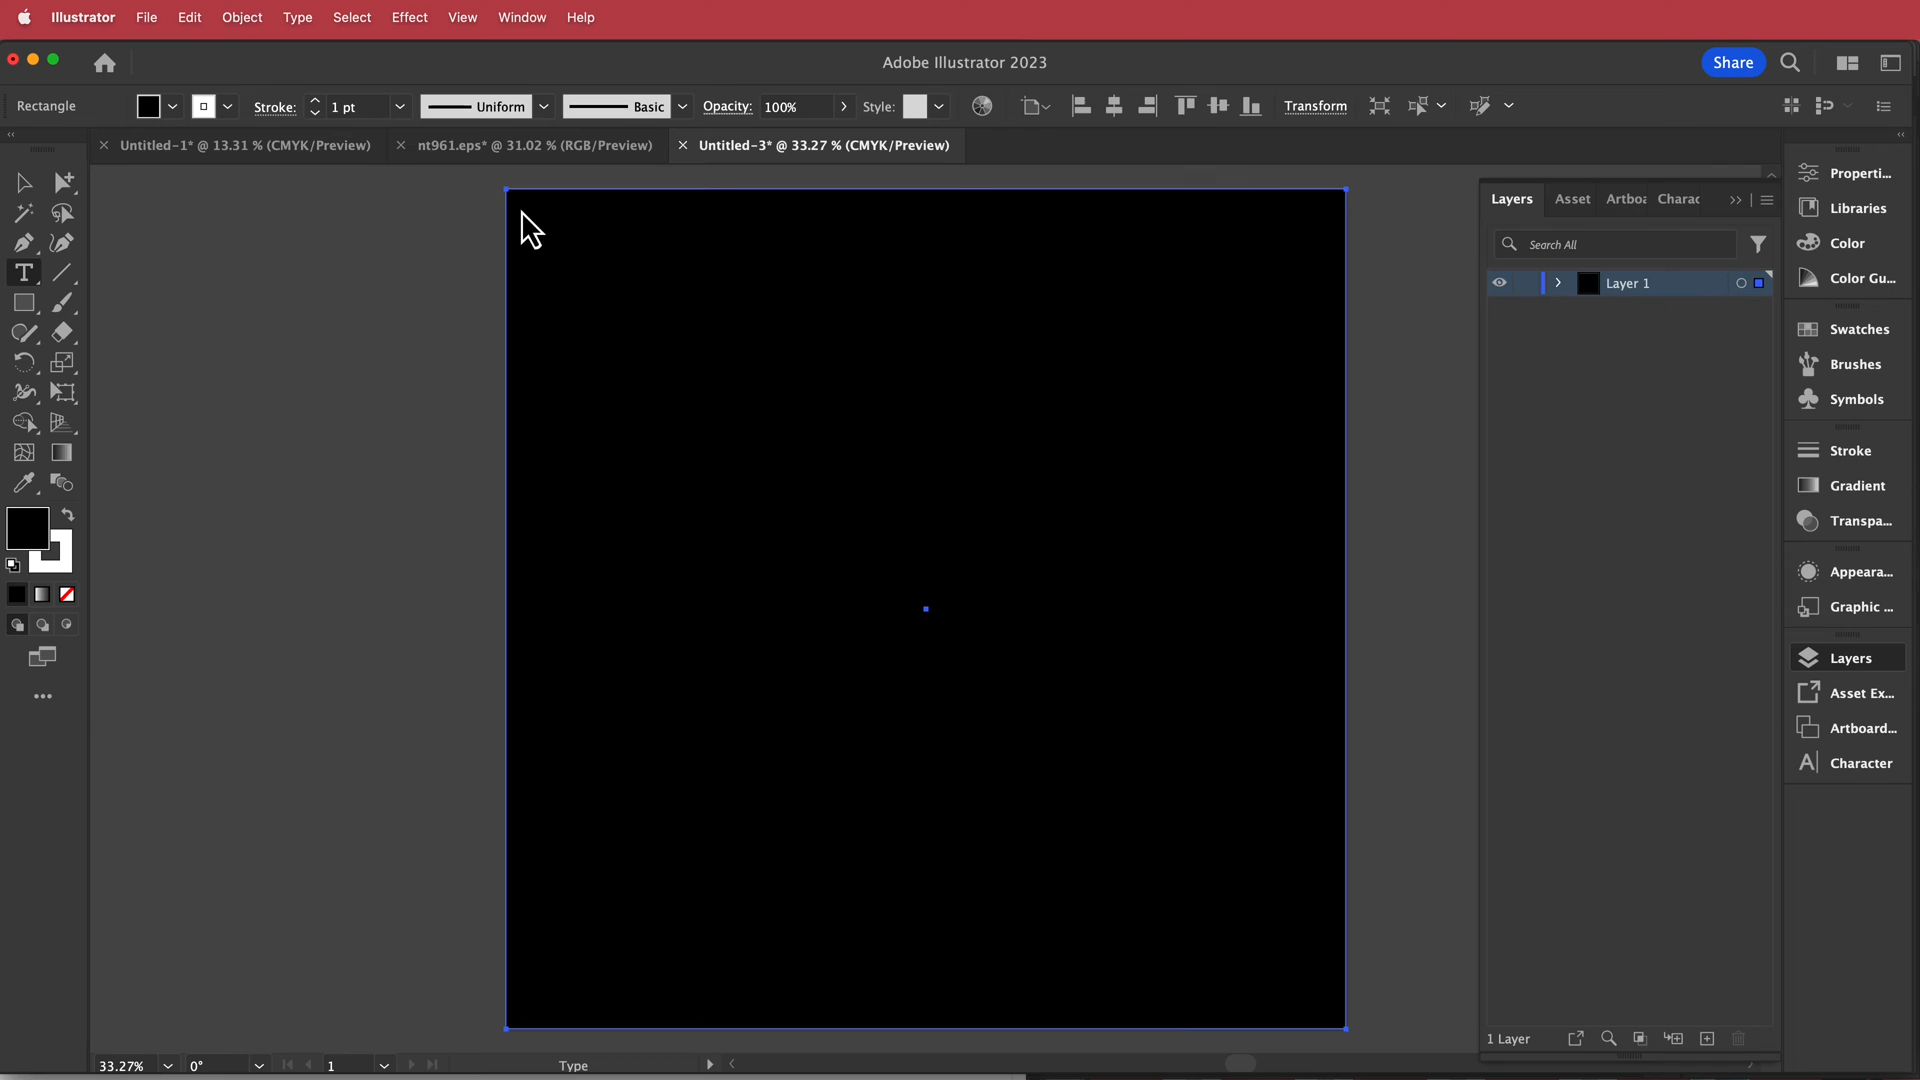 Illustrator File Edit Object Type Select Effect View Window Help
Adobe Illustrator 2023
Share
Rectangle Stroke: 1 pt Uniform Basic Opacity: 100% Style: Transform
Untitled-1* @ 13.31 % (CMYK/Preview) nt961.eps* @ 31.02 % (RGB/Preview) Untitled-3* @ 33.27 % (CMYK/Preview)
Layers Asset Artboa Charac
Search All
Layer 1
Properti...
Libraries
Color
Color Gu...
Swatches
Brushes
Symbols
Stroke
Gradient
Transpa...
Appeara...
Graphic ...
Layers
Asset Ex...
Artboard...
Character
1 Layer
33.27% 0° 1 Type